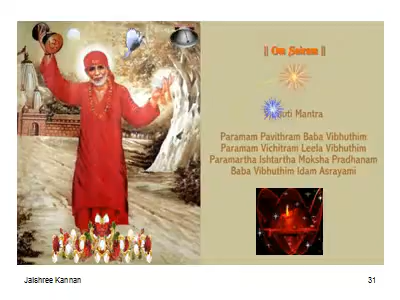 || Om Sairam ||
Vibhuti Mantra
Paramam Pavithram Baba Vibhuthim
Paramam Vichitram Leela Vibhuthim
Paramartha Ishtartha Moksha Pradhanam
Baba Vibhuthim Idam Asrayami
Jaishree Kannan
31